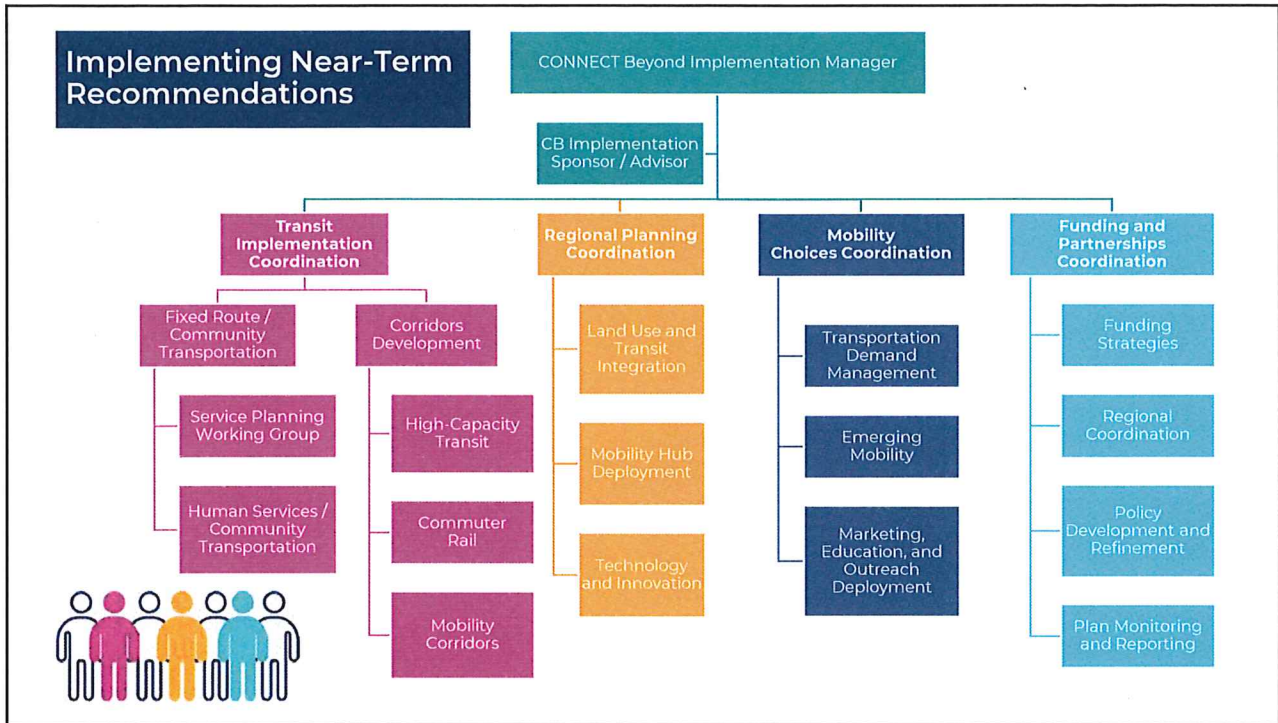 Implementing Near-Term
Recommendations
CONNECT Beyond Implementation Manager
CB Implementation
Sponsor / Advisor
Transit
Implementation
Coordination
Fixed Route /
Community
Transportation
Service Planning
Working Group
Human Services /
Community
Transportation
Corridors
Development
High-Capacity
Transit
Commuter
Rail
Mobility
Corridors
Regional Planning
Coordination
Land Use and
Transit
Integration
Mobility Hub
Deployment
Technology
and Innovation
Mobility
Choices Coordination
Transportation
Demand
Management
Emerging
Mobility
Marketing,
Education, and
Outreach
Deployment
Funding and
Partnerships
Coordination
Funding
Strategies
Regional
Coordination
Policy
Development and
Refinement
Plan Monitoring
and Reporting